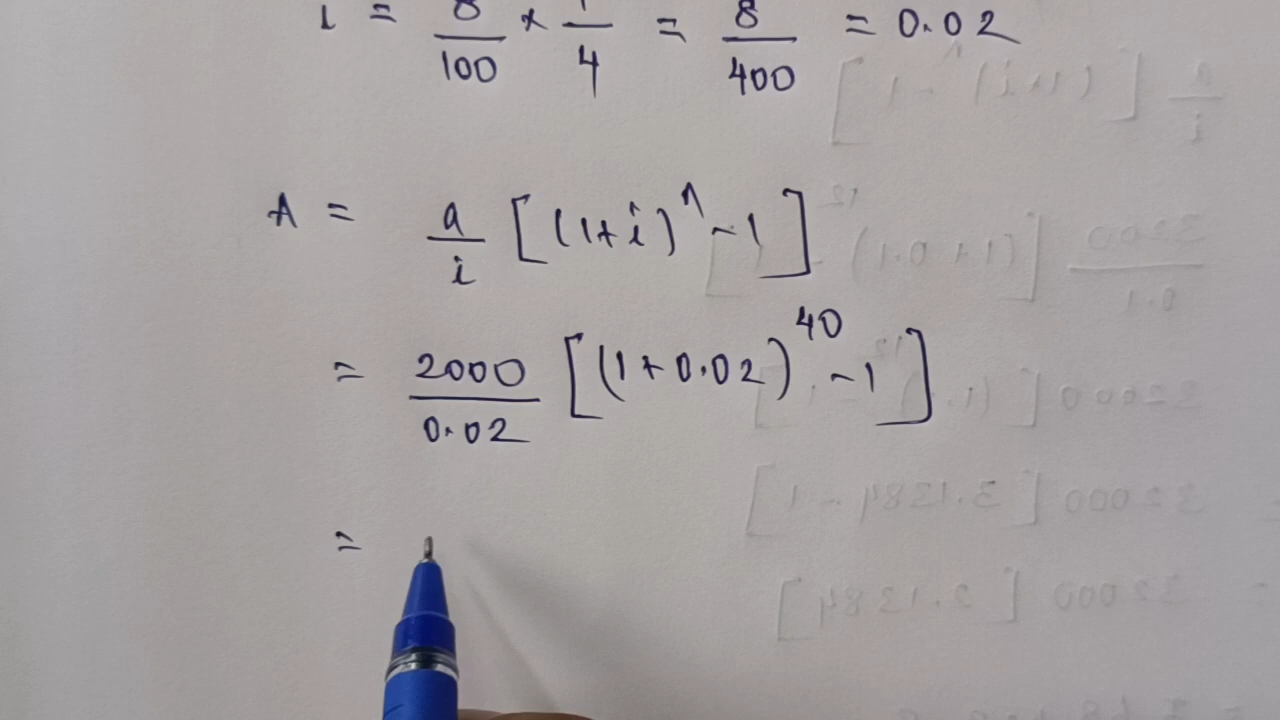 i = 8/100 × 1/4 = 8/400 = 0.02
A = a/i [(1+i)^n - 1]
= 2000/0.02 [(1+0.02)^40 - 1]
=